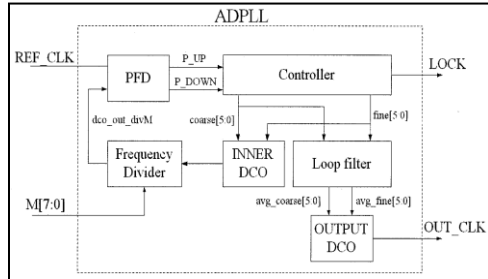 ADPLL
REF_CLK
PFD
P_UP
P_DOWN
Controller
LOCK
coarse[5:0]
fine[5:0]
dco_out_divM
Frequency
Divider
INNER
DCO
Loop filter
M[7:0]
avg_coarse[5:0]
avg_fine[5:0]
OUTPUT
DCO
OUT_CLK